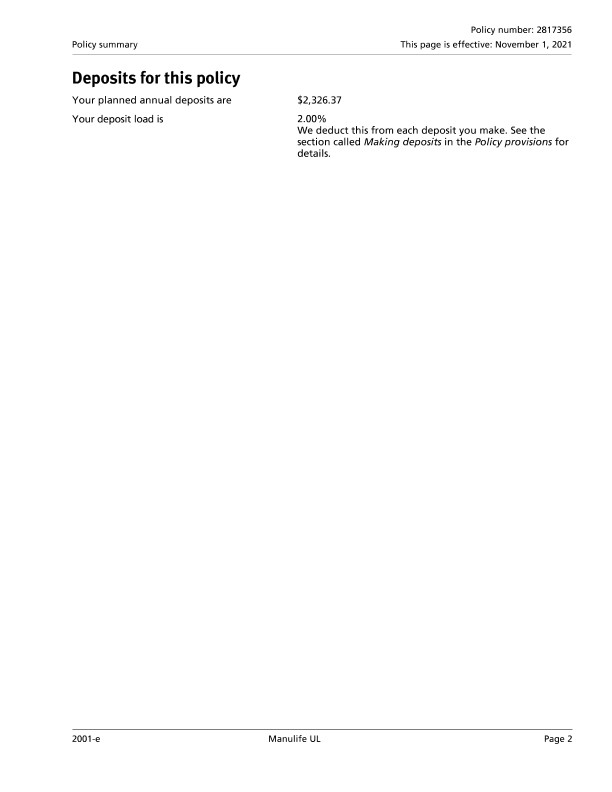 Policy number: 2817356
Policy summary This page is effective: November 1, 2021
Deposits for this policy
Your planned annual deposits are $2,326.37
Your deposit load is 2.00%
We deduct this from each deposit you make. See the
section called Making deposits in the Policy provisions for
details.
2001-e Manulife UL Page 2